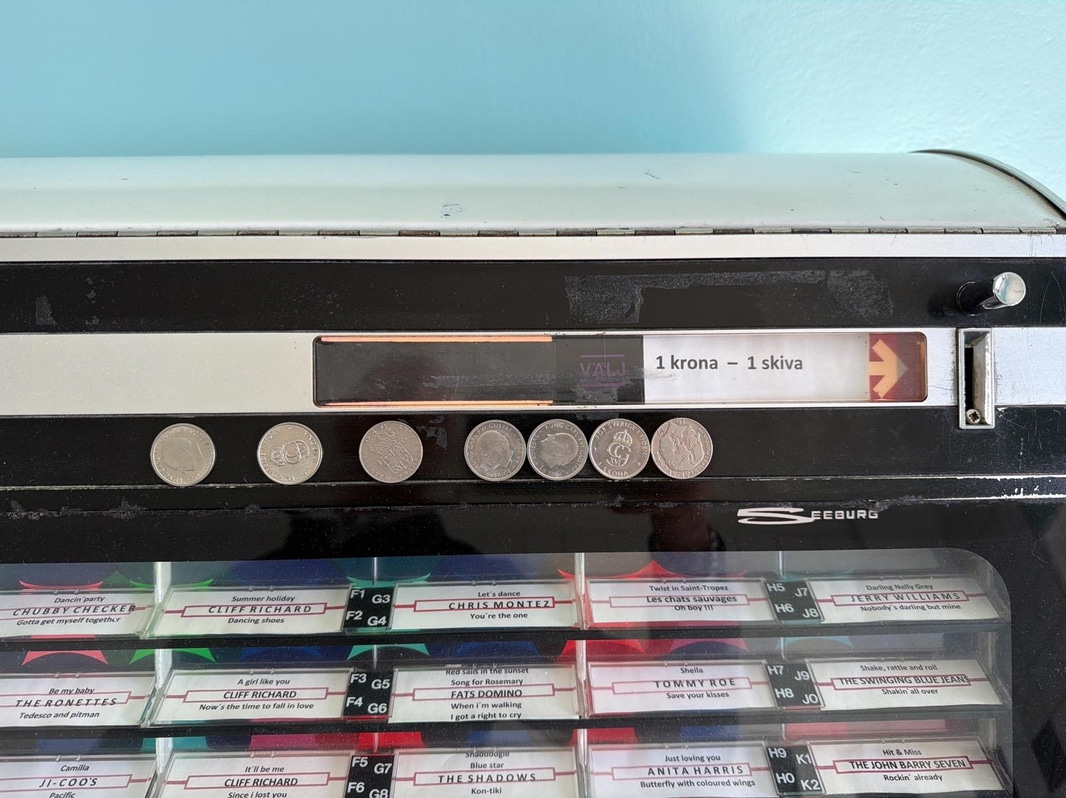 VÄLJ
1 krona – 1 skiva
KRONA
SEEBURG
Dancin´party
CHUBBY CHECKER
Gotta get myself together
Summer holiday
CLIFF RICHARD
Dancing shoes
F1 G3
F2 G4
Let´s dance
CHRIS MONTEZ
You´re the one
Twist in Saint-Tropez
Les chats sauvages
Oh boy !!!
H5 J7
H6 J8
Darling Nelly Grey
JERRY WILLIAMS
Nobody´s darling but mine
Be my baby
THE RONETTES
Tedesco and pitman
A girl like you
CLIFF RICHARD
Now´s the time to fall in love
F3 G5
F4 G6
Red sails in the sunset
Song for Rosemary
FATS DOMINO
When i´m walking
I got a right to cry
Sheila
TOMMY ROE
Save your kisses
H7 J9
H8 J0
Shake, rattle and roll
THE SWINGING BLUE JEANS
Shakin´all over
Camilla
JI-COO'S
Pacific
It´ll be me
CLIFF RICHARD
Since i lost you
F5 G7
F6 G8
Shaboogie
Blue star
THE SHADOWS
Kon-tiki
Just loving you
ANITA HARRIS
Butterfly with coloured wings
H9 K1
H0 K2
Hit & Miss
THE JOHN BARRY SEVEN
Rockin´already